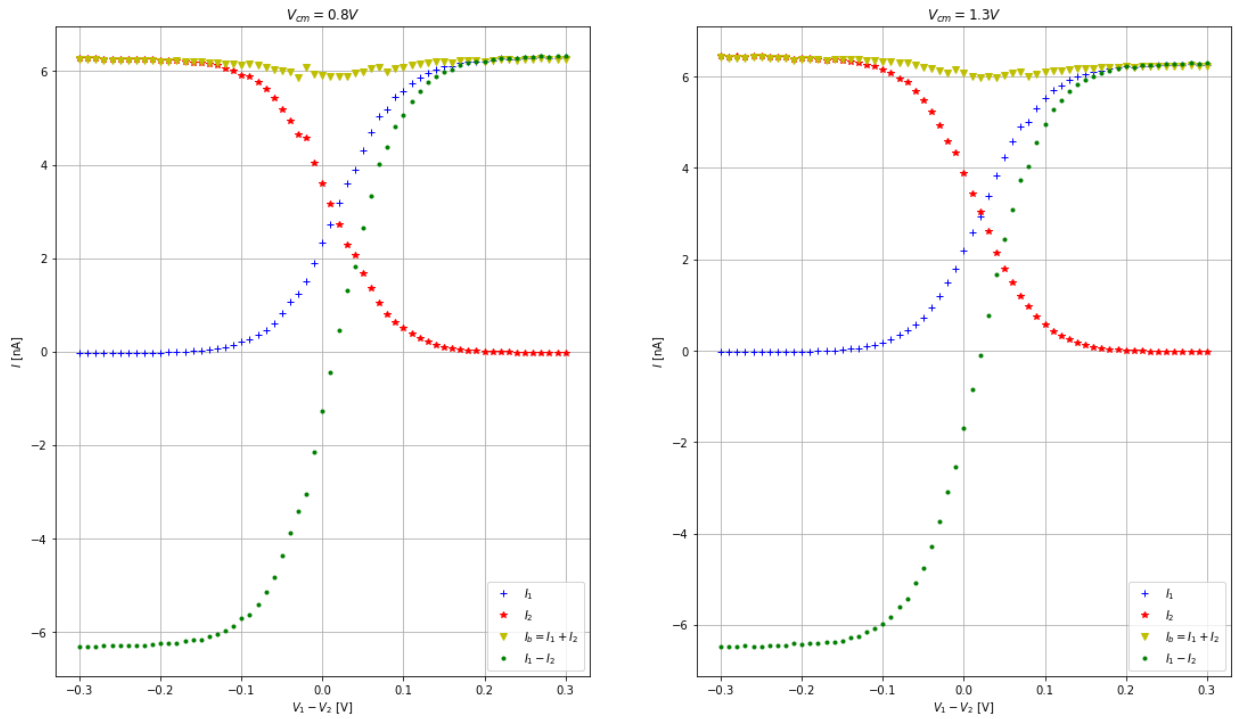 V_cm = 0.8V
I [nA]
6
4
2
0
−2
−4
−6
−0.3 −0.2 −0.1 0.0 0.1 0.2 0.3
V_1 − V_2 [V]
I_1
I_2
I_b = I_1 + I_2
I_1 − I_2
V_cm = 1.3V
I [nA]
6
4
2
0
−2
−4
−6
−0.3 −0.2 −0.1 0.0 0.1 0.2 0.3
V_1 − V_2 [V]
I_1
I_2
I_b = I_1 + I_2
I_1 − I_2